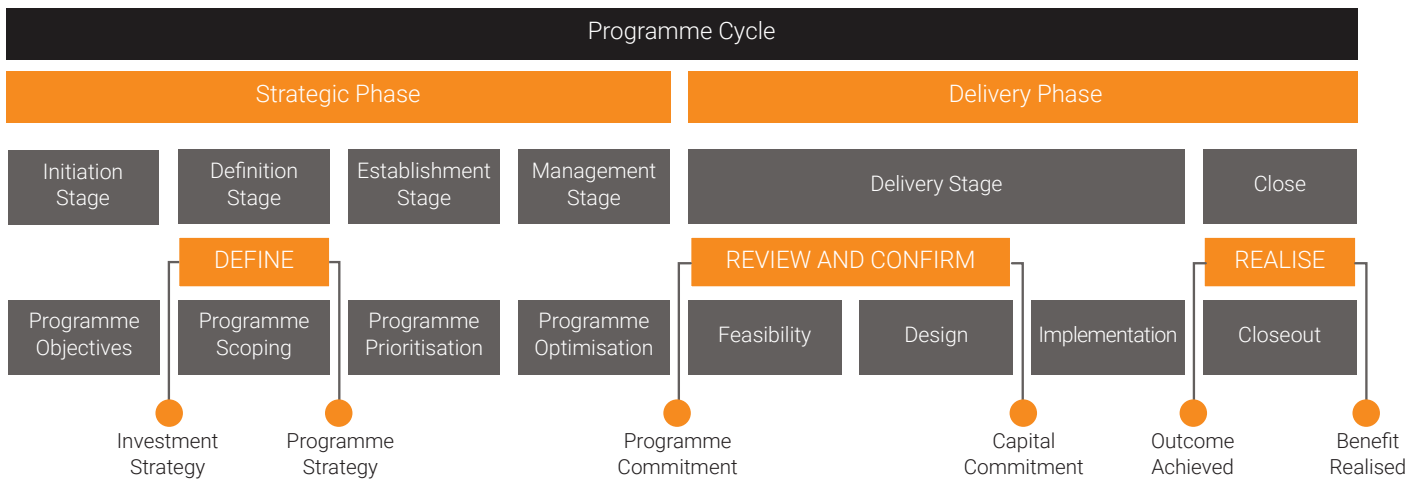 Programme Cycle
Strategic Phase
Delivery Phase
Initiation
Stage
Definition
Stage
Establishment
Stage
Management
Stage
Delivery Stage
Close
DEFINE
REVIEW AND CONFIRM
REALISE
Programme
Objectives
Programme
Scoping
Programme
Prioritisation
Programme
Optimisation
Feasibility
Design
Implementation
Closeout
Investment
Strategy
Programme
Strategy
Programme
Commitment
Capital
Commitment
Outcome
Achieved
Benefit
Realised